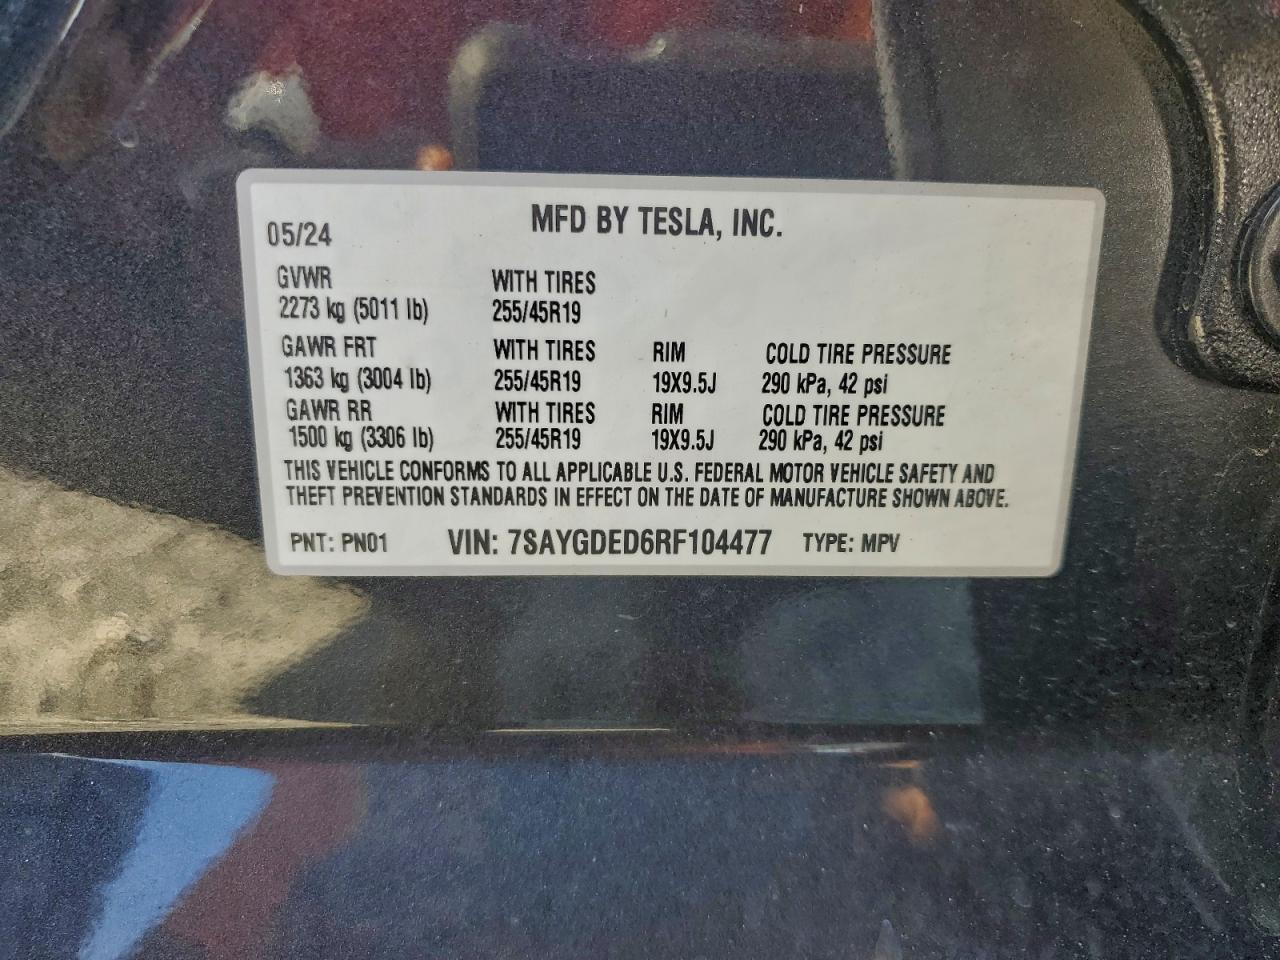 MFD BY TESLA, INC.
05/24
GVWR WITH TIRES
2273 kg (5011 lb) 255/45R19
GAWR FRT WITH TIRES RIM COLD TIRE PRESSURE
1363 kg (3004 lb) 255/45R19 19X9.5J 290 kPa, 42 psi
GAWR RR WITH TIRES RIM COLD TIRE PRESSURE
1500 kg (3306 lb) 255/45R19 19X9.5J 290 kPa, 42 psi
THIS VEHICLE CONFORMS TO ALL APPLICABLE U.S. FEDERAL MOTOR VEHICLE SAFETY AND
THEFT PREVENTION STANDARDS IN EFFECT ON THE DATE OF MANUFACTURE SHOWN ABOVE.
PNT: PN01 VIN: 7SAYGDED6RF104477 TYPE: MPV